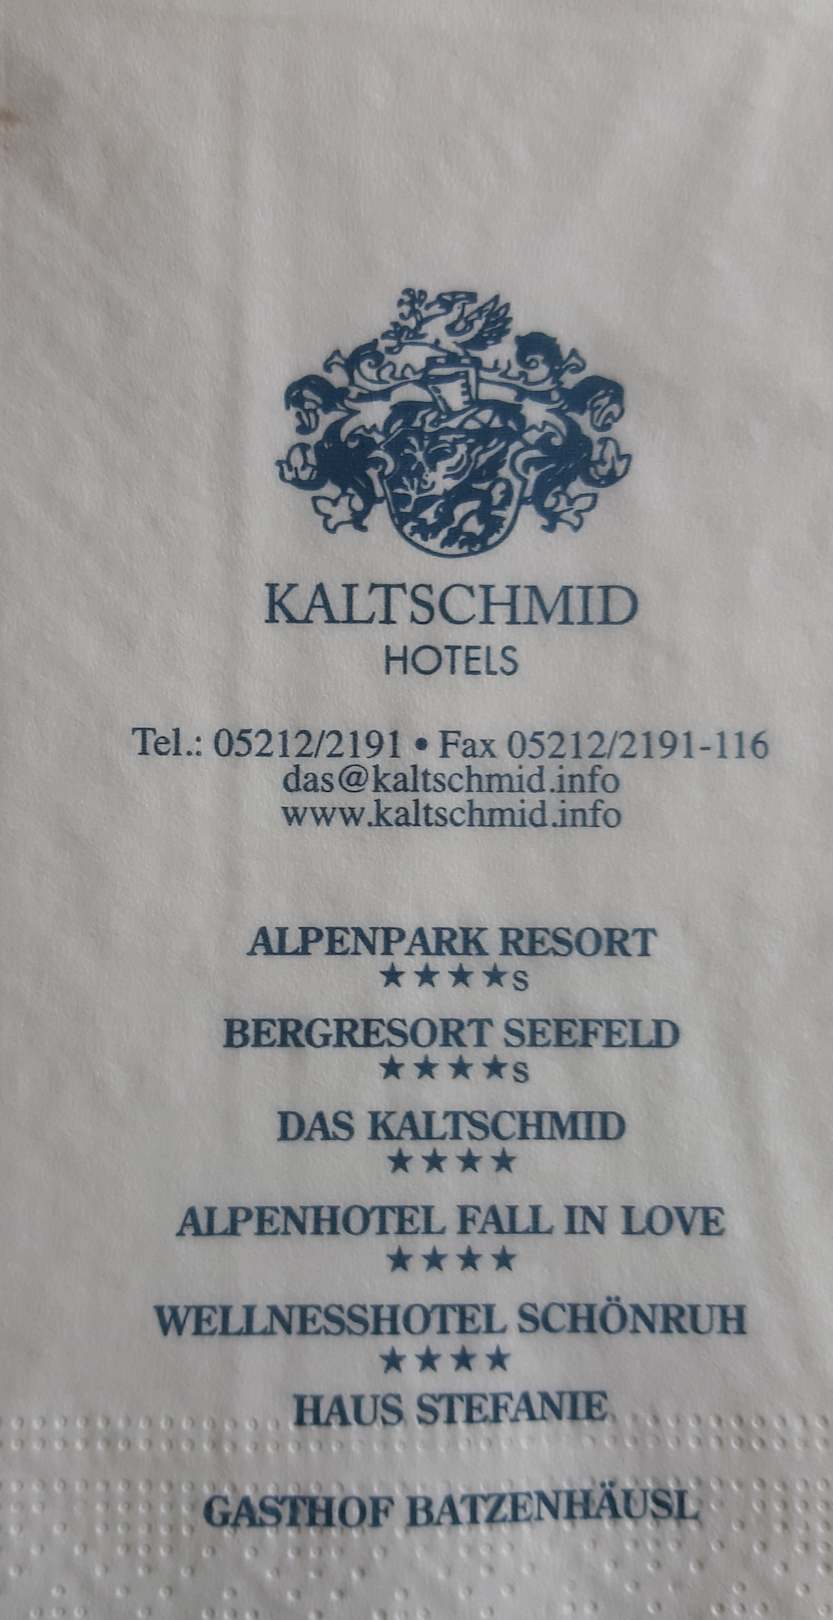 KALTSCHMID
HOTELS
Tel.: 05212/2191 • Fax 05212/2191-116
das@kaltschmid.info
www.kaltschmid.info
ALPENPARK RESORT
★★★★s
BERGRESORT SEEFELD
★★★★s
DAS KALTSCHMID
★★★★
ALPENHOTEL FALL IN LOVE
★★★★
WELLNESSHOTEL SCHÖNRUH
★★★★
HAUS STEFANIE
GASTHOF BATZENHÄUSL